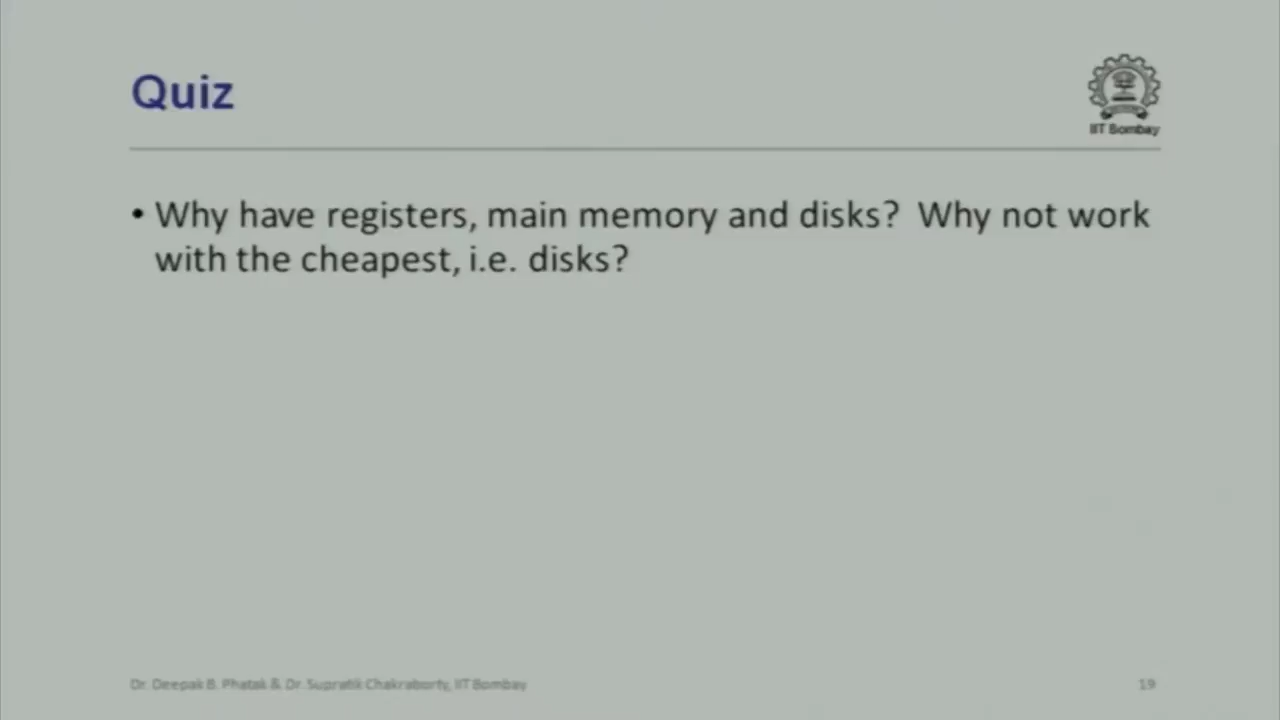 Quiz
IIT Bombay
• Why have registers, main memory and disks?  Why not work
with the cheapest, i.e. disks?
Dr. Deepak B. Phatak & Dr. Supratik Chakraborty, IIT Bombay
19